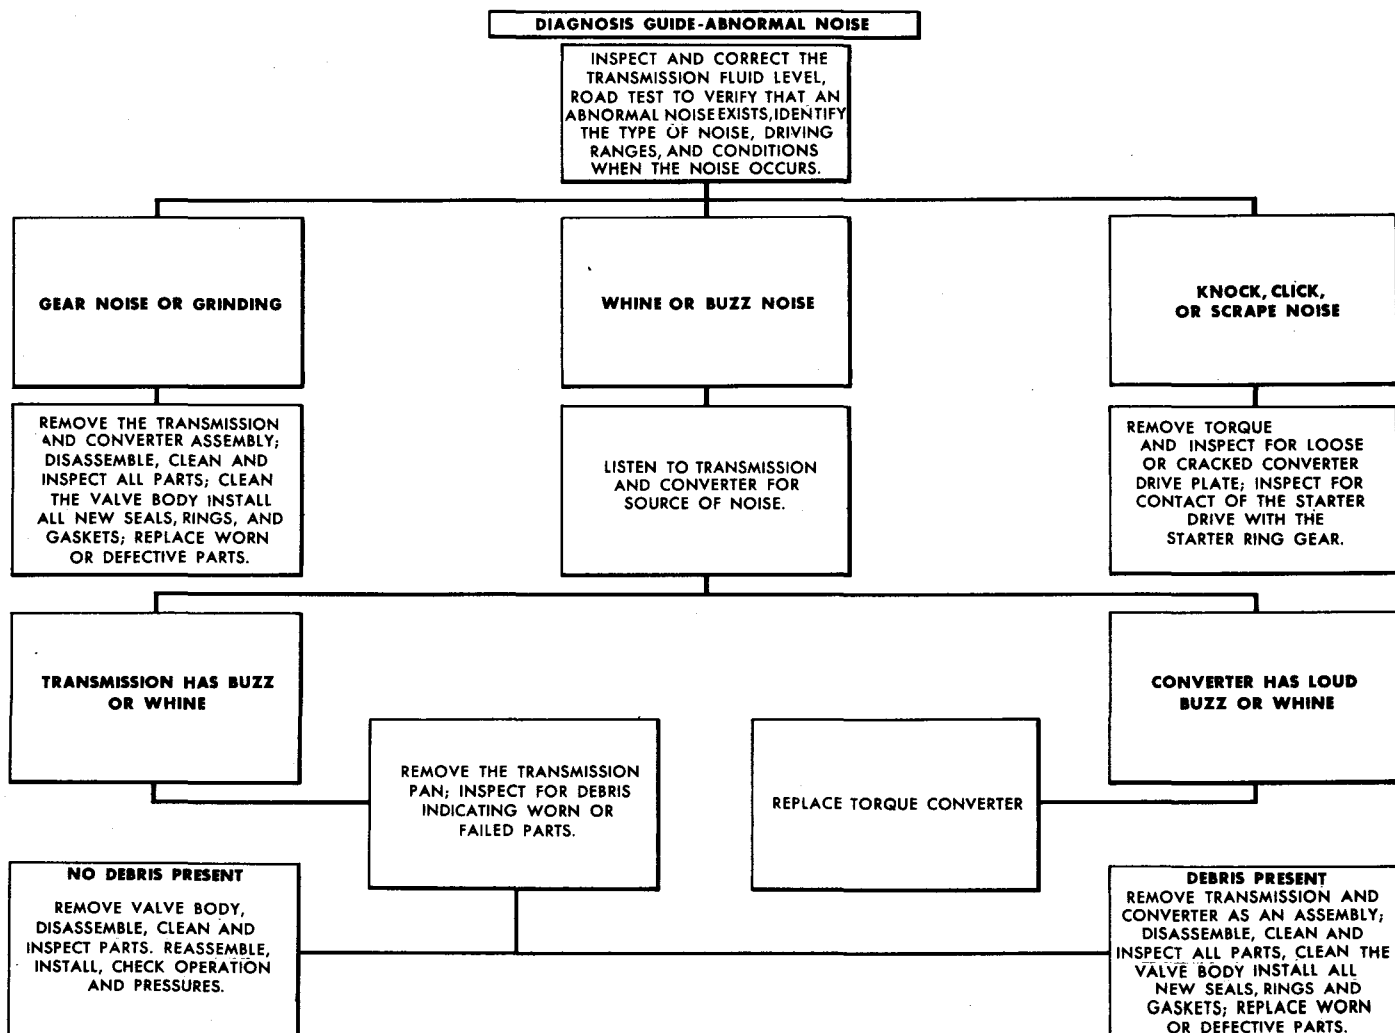 DIAGNOSIS GUIDE-ABNORMAL NOISE
INSPECT AND CORRECT THE
TRANSMISSION FLUID LEVEL,
ROAD TEST TO VERIFY THAT AN
ABNORMAL NOISE EXISTS, IDENTIFY
THE TYPE OF NOISE, DRIVING
RANGES, AND CONDITIONS
WHEN THE NOISE OCCURS.
GEAR NOISE OR GRINDING
WHINE OR BUZZ NOISE
KNOCK, CLICK,
OR SCRAPE NOISE
REMOVE THE TRANSMISSION
AND CONVERTER ASSEMBLY;
DISASSEMBLE, CLEAN AND
INSPECT ALL PARTS; CLEAN
THE VALVE BODY INSTALL
ALL NEW SEALS, RINGS, AND
GASKETS; REPLACE WORN
OR DEFECTIVE PARTS.
LISTEN TO TRANSMISSION
AND CONVERTER FOR
SOURCE OF NOISE.
REMOVE TORQUE
AND INSPECT FOR LOOSE
OR CRACKED CONVERTER
DRIVE PLATE; INSPECT FOR
CONTACT OF THE STARTER
DRIVE WITH THE
STARTER RING GEAR.
TRANSMISSION HAS BUZZ
OR WHINE
CONVERTER HAS LOUD
BUZZ OR WHINE
REMOVE THE TRANSMISSION
PAN; INSPECT FOR DEBRIS
INDICATING WORN OR
FAILED PARTS.
REPLACE TORQUE CONVERTER
NO DEBRIS PRESENT
REMOVE VALVE BODY,
DISASSEMBLE, CLEAN AND
INSPECT PARTS. REASSEMBLE,
INSTALL, CHECK OPERATION
AND PRESSURES.
DEBRIS PRESENT
REMOVE TRANSMISSION AND
CONVERTER AS AN ASSEMBLY;
DISASSEMBLE, CLEAN AND
INSPECT ALL PARTS, CLEAN THE
VALVE BODY INSTALL ALL
NEW SEALS, RINGS AND
GASKETS; REPLACE WORN
OR DEFECTIVE PARTS.